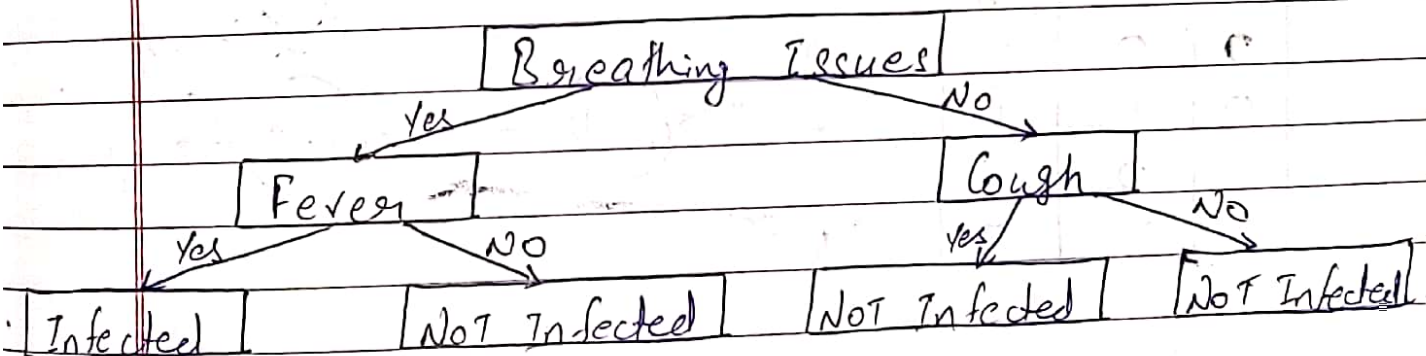 Breathing Issues
Yes NO
Fever Cough
Yes NO Yes NO
Infected NOT Infected NOT Infected NOT Infected